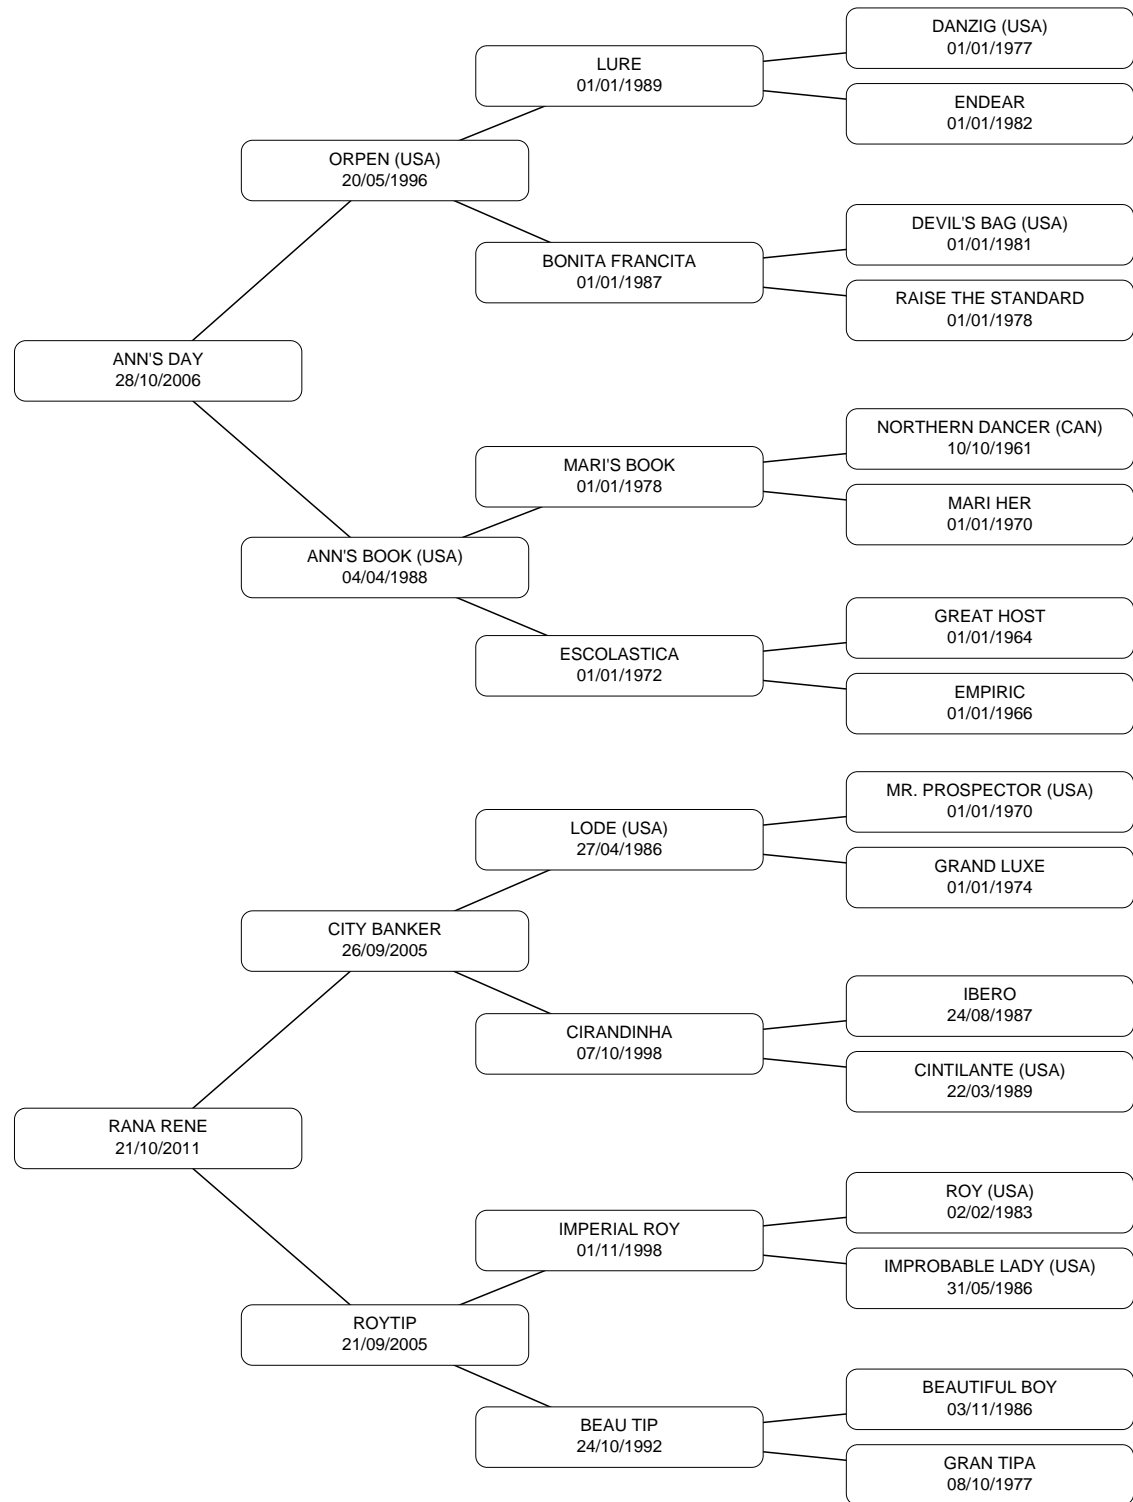 DANZIG (USA)
01/01/1977
LURE
01/01/1989
ENDEAR
01/01/1982
ORPEN (USA)
20/05/1996
DEVIL'S BAG (USA)
01/01/1981
BONITA FRANCITA
01/01/1987
RAISE THE STANDARD
01/01/1978
ANN'S DAY
28/10/2006
NORTHERN DANCER (CAN)
10/10/1961
MARI'S BOOK
01/01/1978
MARI HER
01/01/1970
ANN'S BOOK (USA)
04/04/1988
GREAT HOST
01/01/1964
ESCOLASTICA
01/01/1972
EMPIRIC
01/01/1966
MR. PROSPECTOR (USA)
01/01/1970
LODE (USA)
27/04/1986
GRAND LUXE
01/01/1974
CITY BANKER
26/09/2005
IBERO
24/08/1987
CIRANDINHA
07/10/1998
CINTILANTE (USA)
22/03/1989
RANA RENE
21/10/2011
ROY (USA)
02/02/1983
IMPERIAL ROY
01/11/1998
IMPROBABLE LADY (USA)
31/05/1986
ROYTIP
21/09/2005
BEAUTIFUL BOY
03/11/1986
BEAU TIP
24/10/1992
GRAN TIPA
08/10/1977